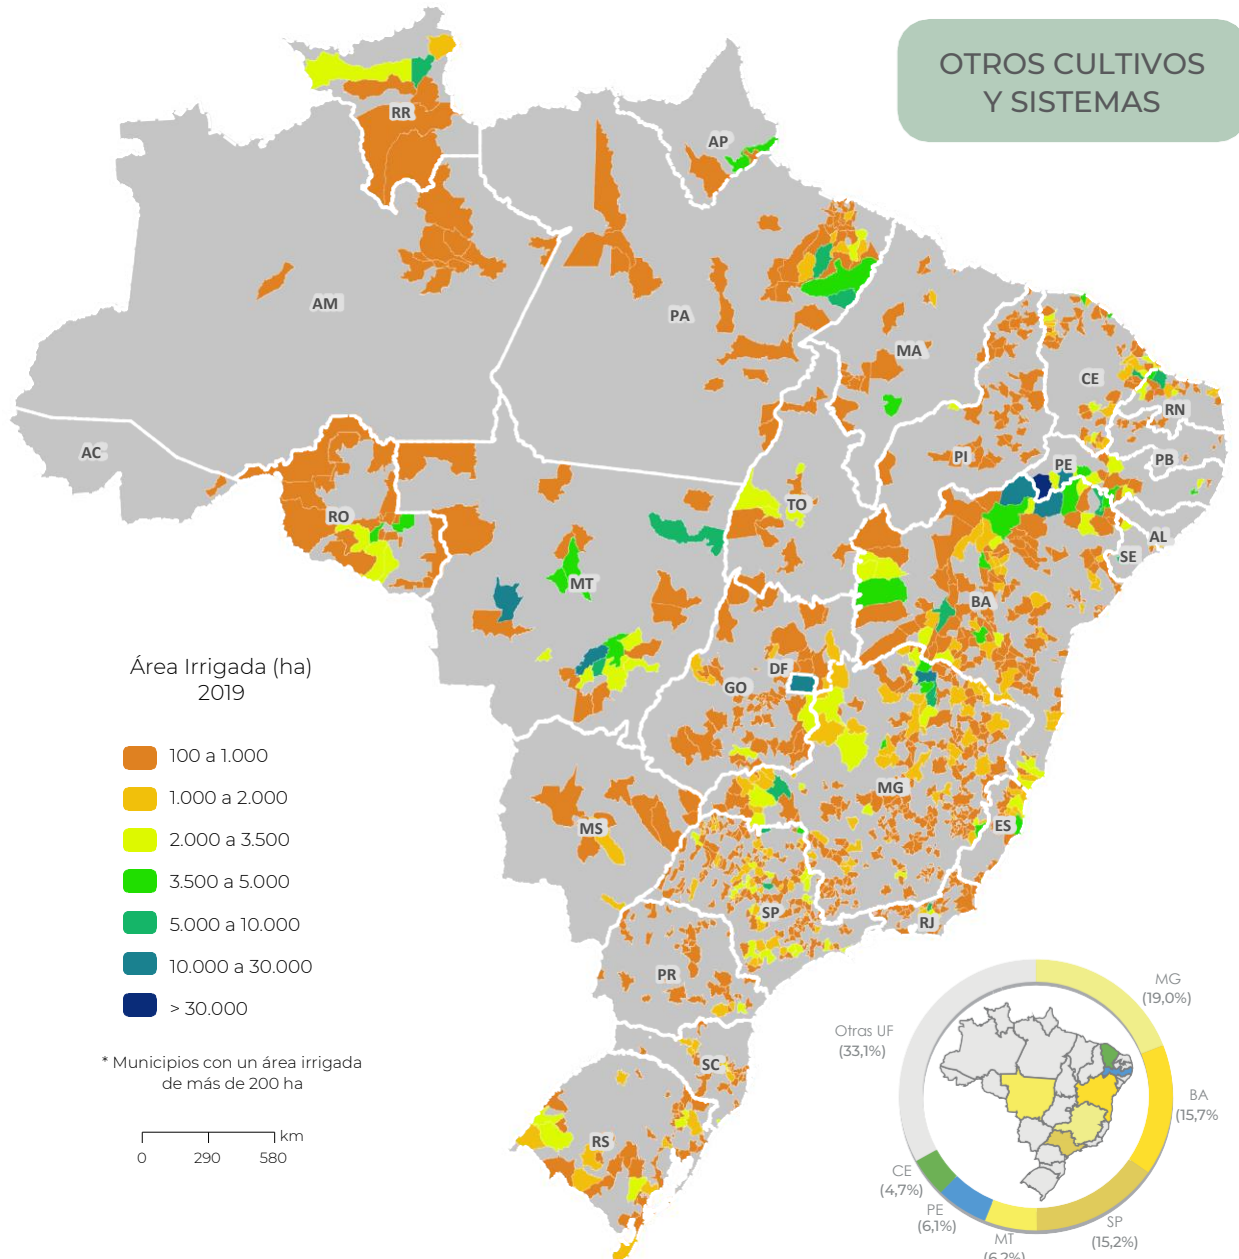 OTROS CULTIVOS
Y SISTEMAS
RR
AP
AM
PA
MA
CE
RN
PB
PI
PE
AC
RO
TO
AL
SE
MT
BA
DF
GO
MG
ES
MS
SP
RJ
PR
SC
RS
Área Irrigada (ha)
2019
100 a 1.000
1.000 a 2.000
2.000 a 3.500
3.500 a 5.000
5.000 a 10.000
10.000 a 30.000
> 30.000
* Municipios con un área irrigada
de más de 200 ha
km
0 290 580
MG
(19,0%)
Otras UF
(33,1%)
BA
(15,7%
CE
(4,7%)
PE
(6,1%)
MT
(6,2%)
SP
(15,2%)